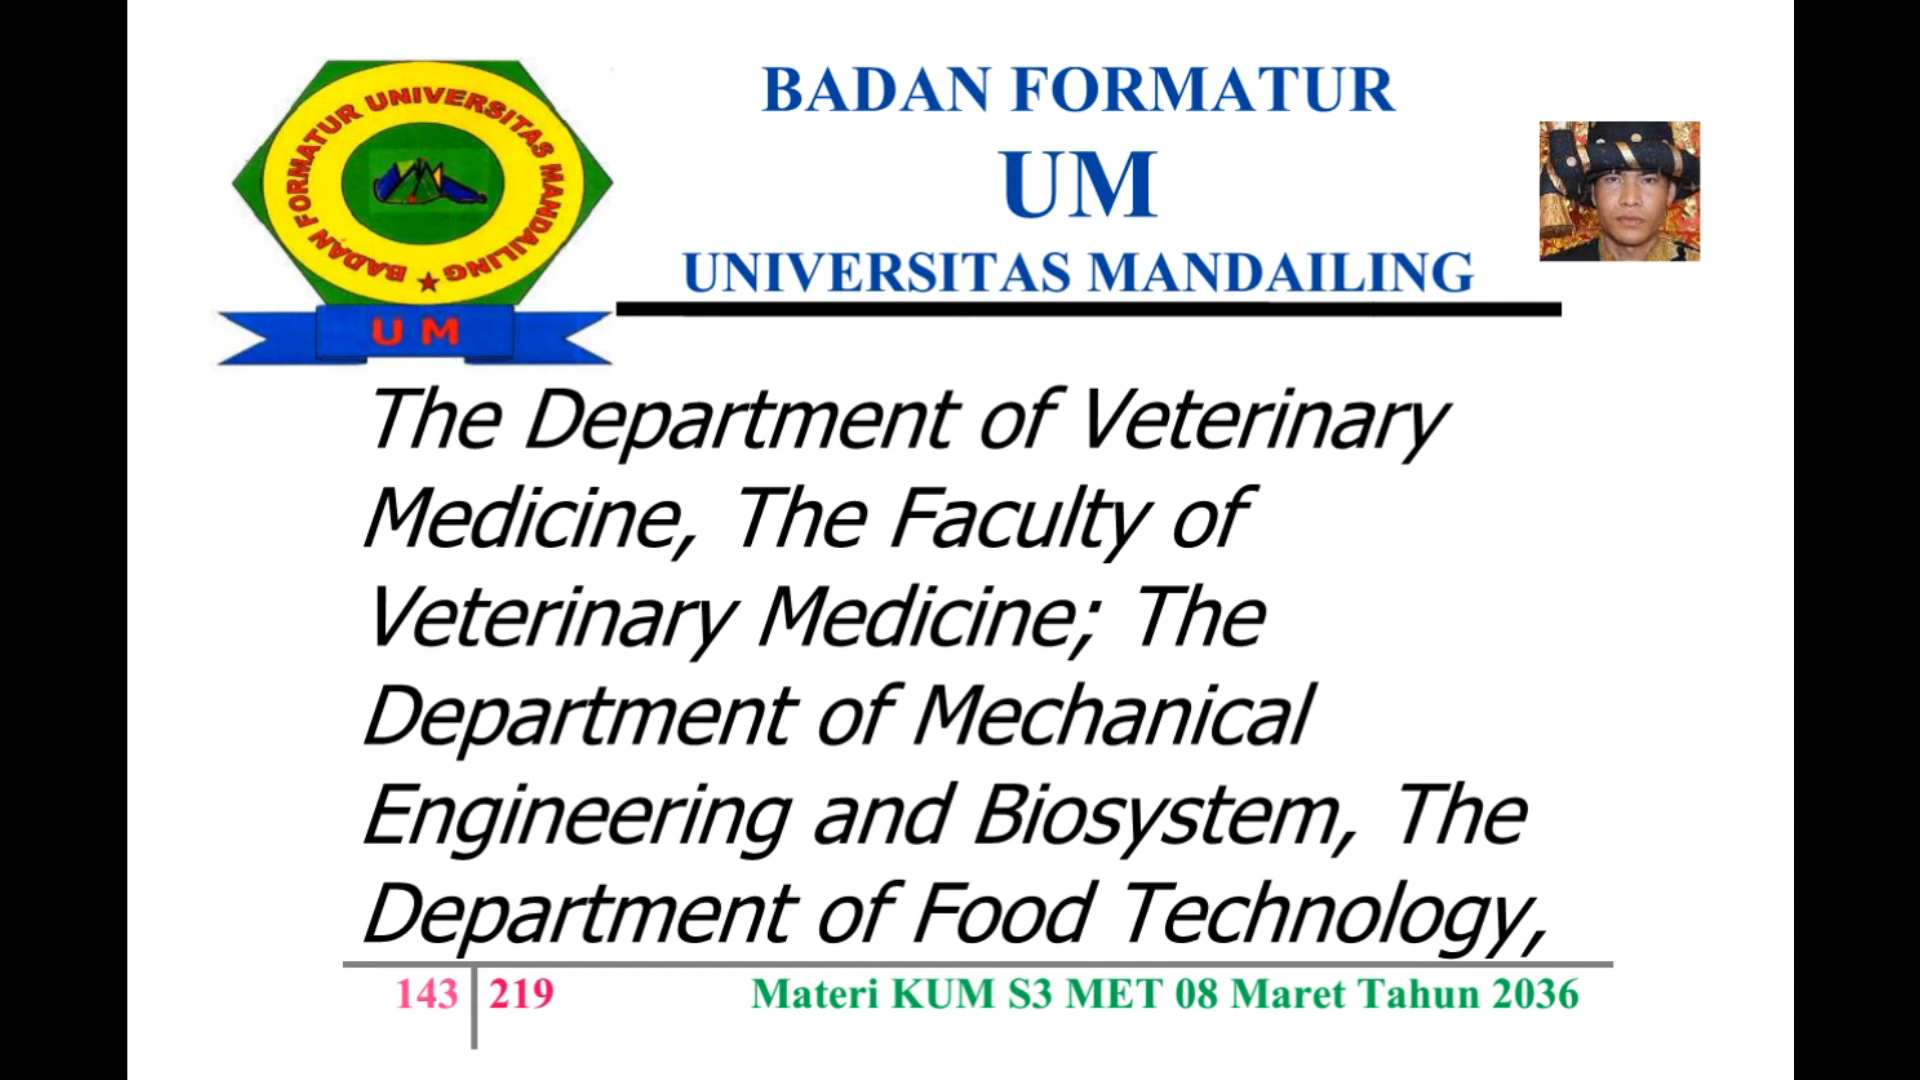 BADAN FORMATUR UNIVERSITAS MANDAILING
U M
BADAN FORMATUR
UM
UNIVERSITAS MANDAILING
The Department of Veterinary
Medicine, The Faculty of
Veterinary Medicine; The
Department of Mechanical
Engineering and Biosystem, The
Department of Food Technology,
143 219
Materi KUM S3 MET 08 Maret Tahun 2036